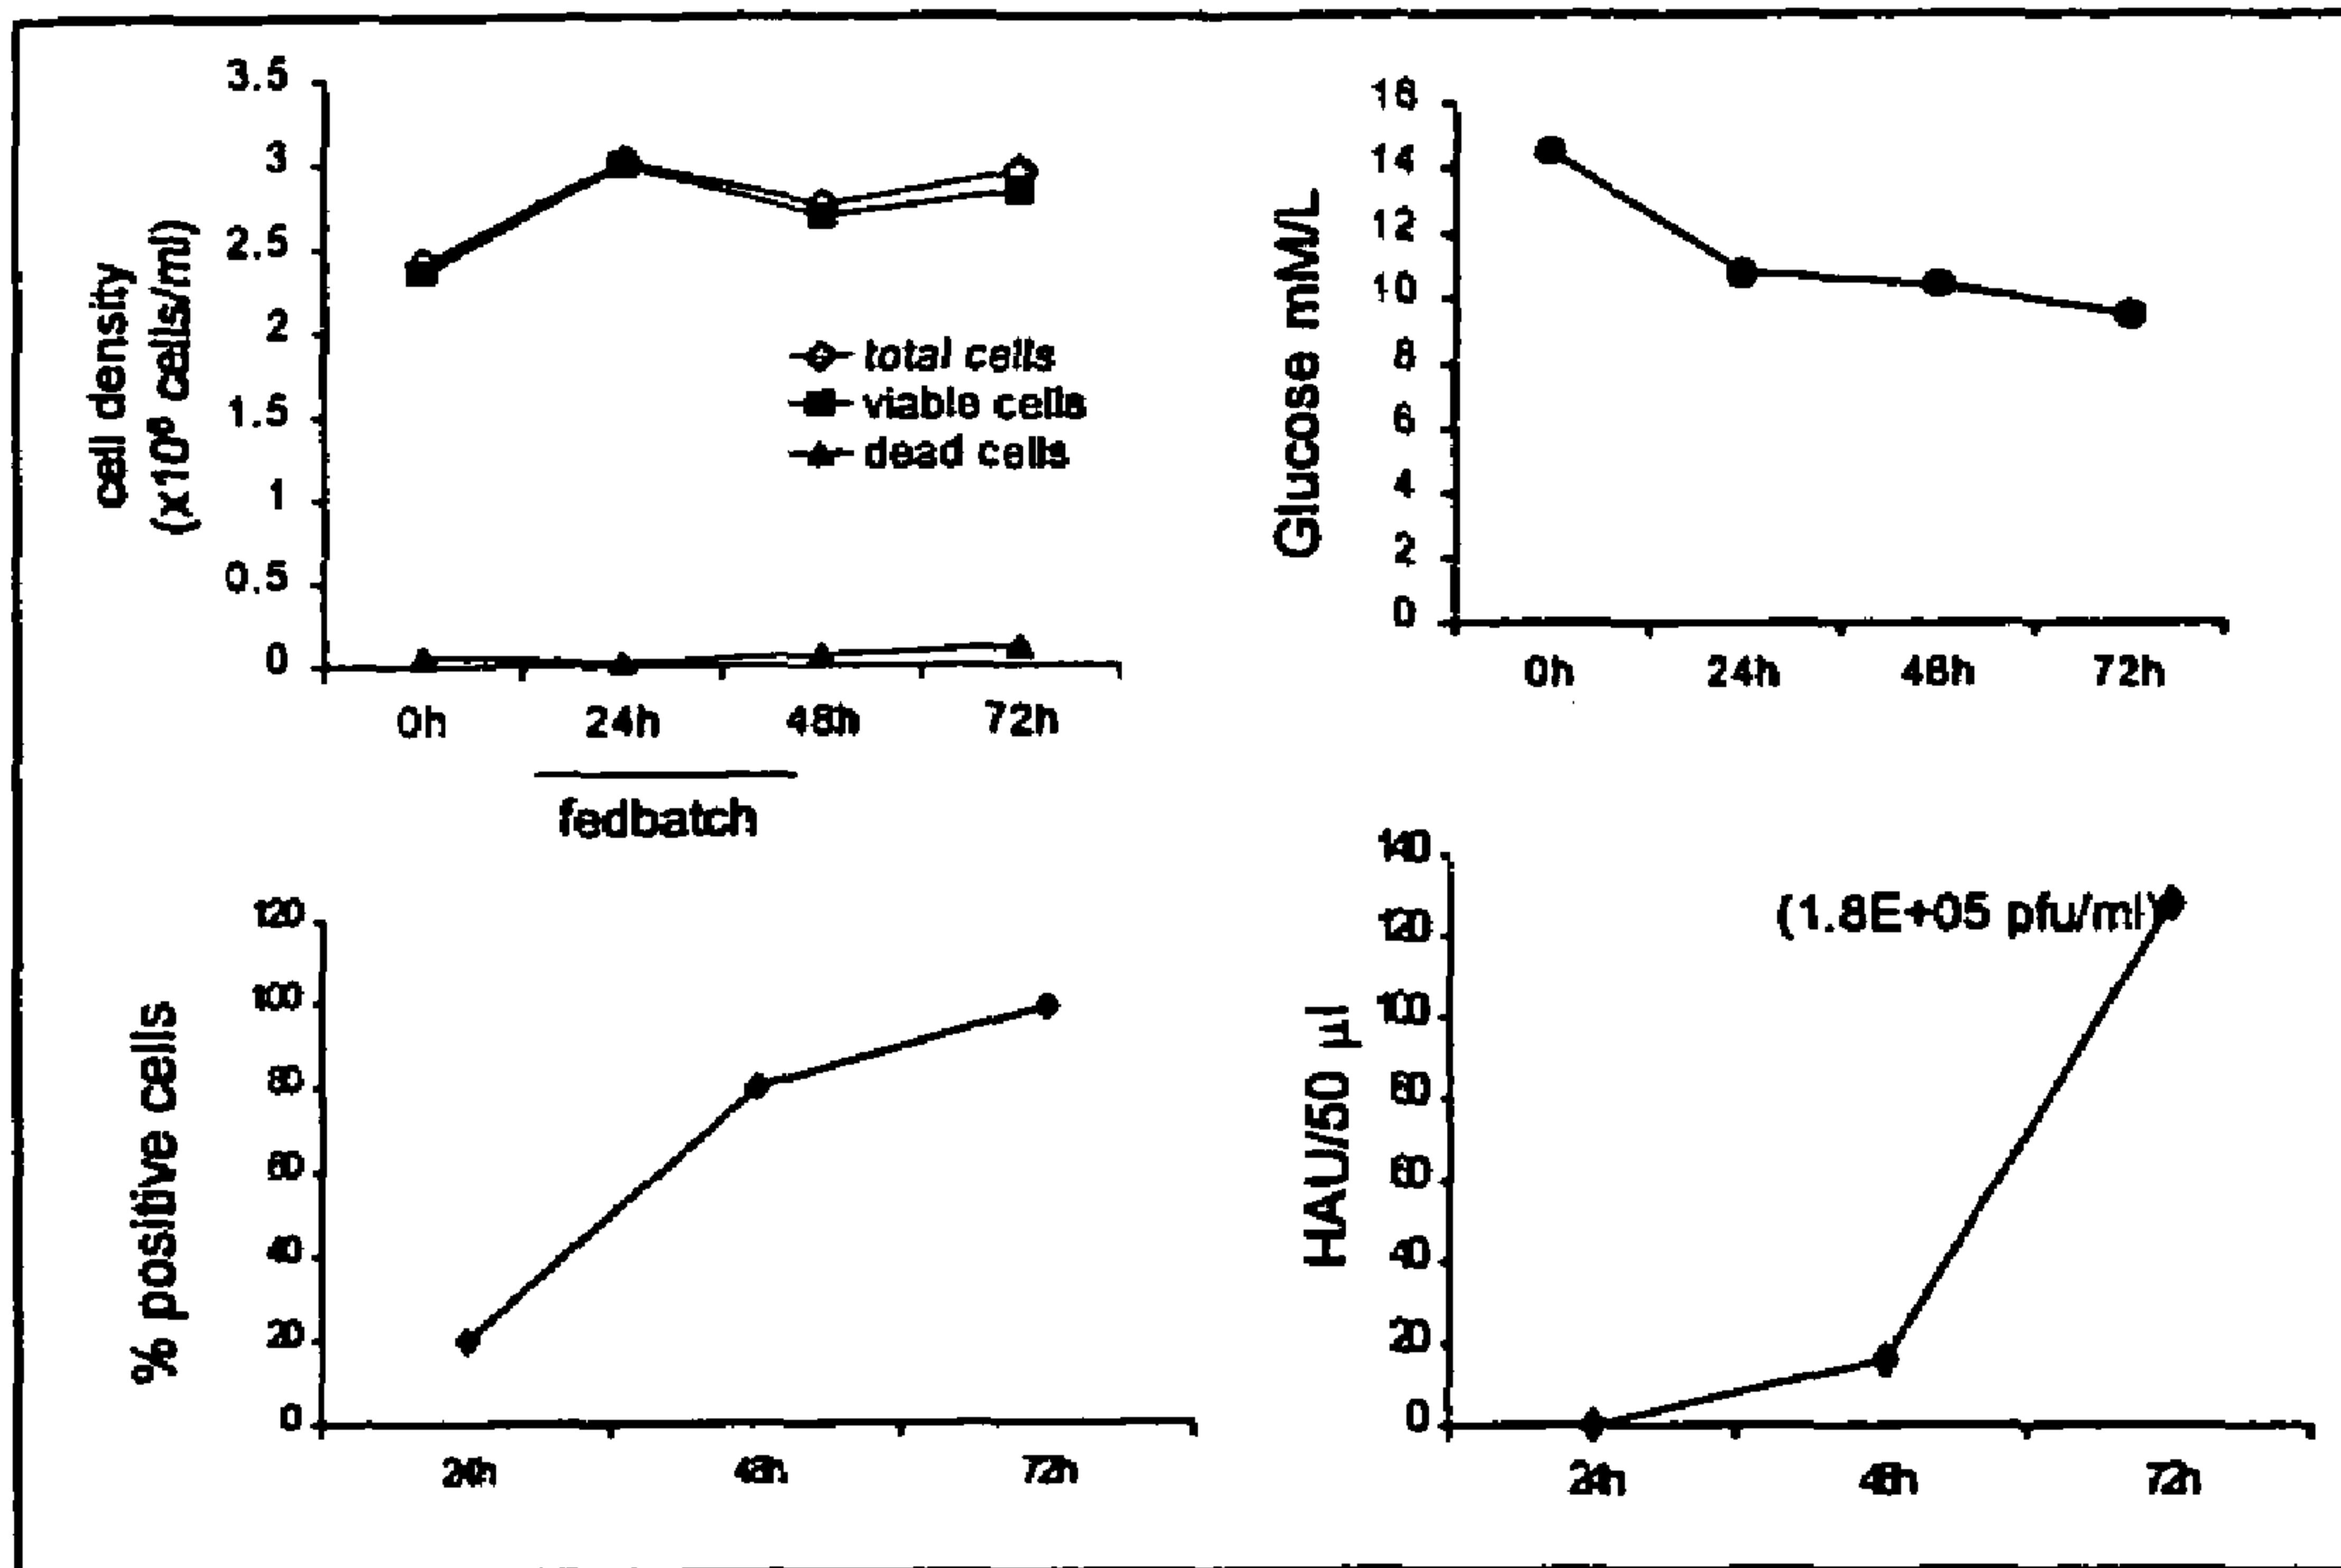 3.5
3
2.5
2
1.5
1
0.5
0
cell density
(x10⁶ cells/ml)
total cells
viable cells
dead cells
0h 24h 48h 72h
fedbatch
16
14
12
10
8
6
4
2
0
Glucose mM/L
0h 24h 48h 72h
120
100
80
60
40
20
0
% positive cells
24h 48h 72h
140
120
100
80
60
40
20
0
HAU/50 µl
(1.8E+05 pfu/ml)
24h 48h 72h